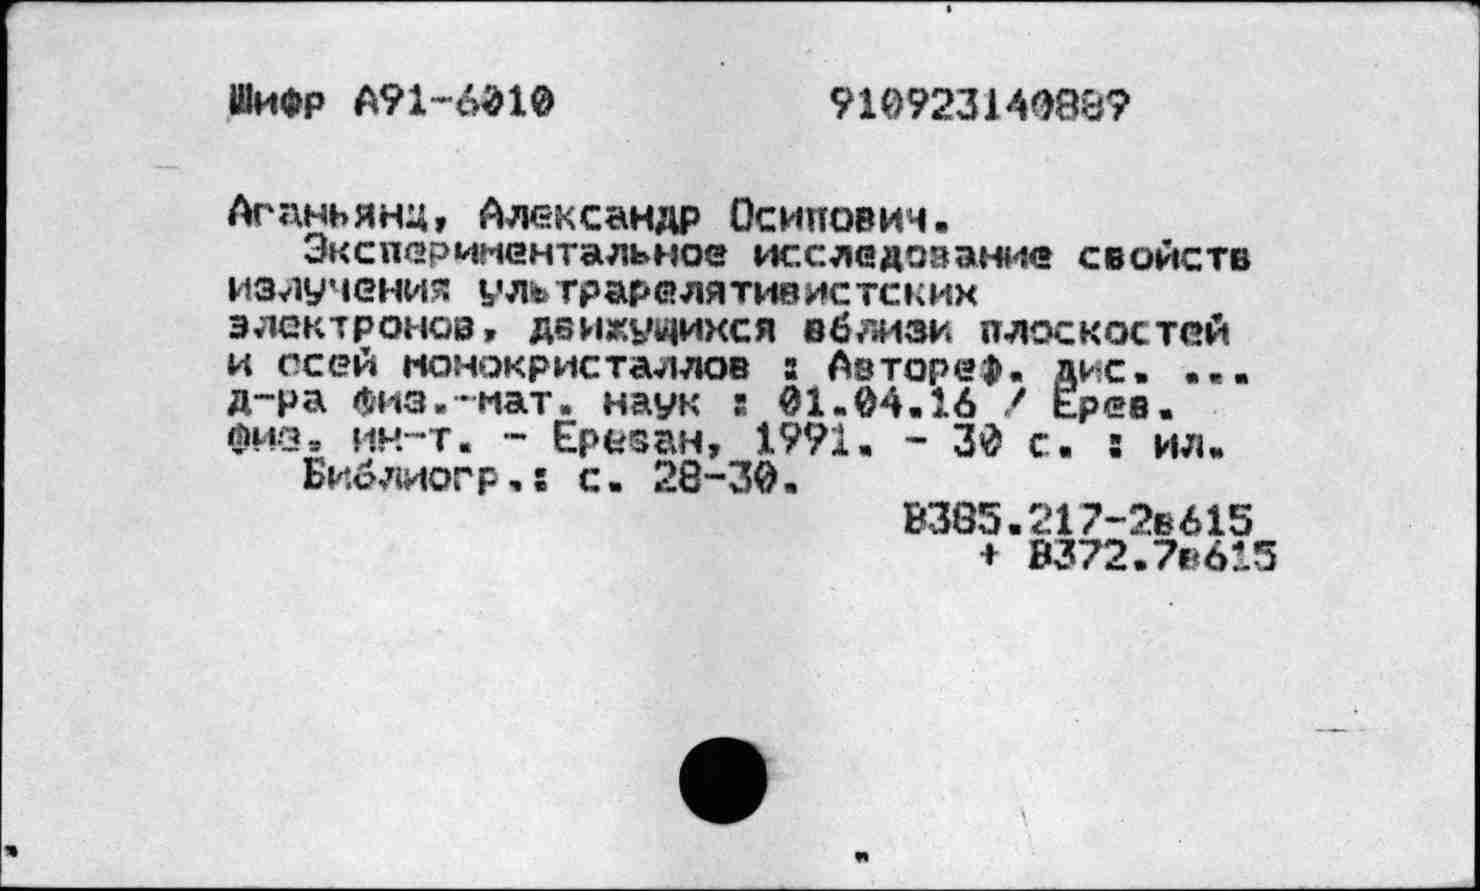 Шифр А91-6010 910923140889
Аганьянц, Александр Осипович.
Экспериментальное исследование свойств
излучения ультрарелятивистских
электронов, движущихся вблизи плоскостей
и осей монокристаллов : Автореф. дис. ...
д-ра физ.-мат. наук : 01.04.16 / Ерев.
физ. ин-т. - Ереван, 1991. - 30 с. : ил.
Библиогр.: с. 28-30.
В385.217-2в615
+ В372.7в615